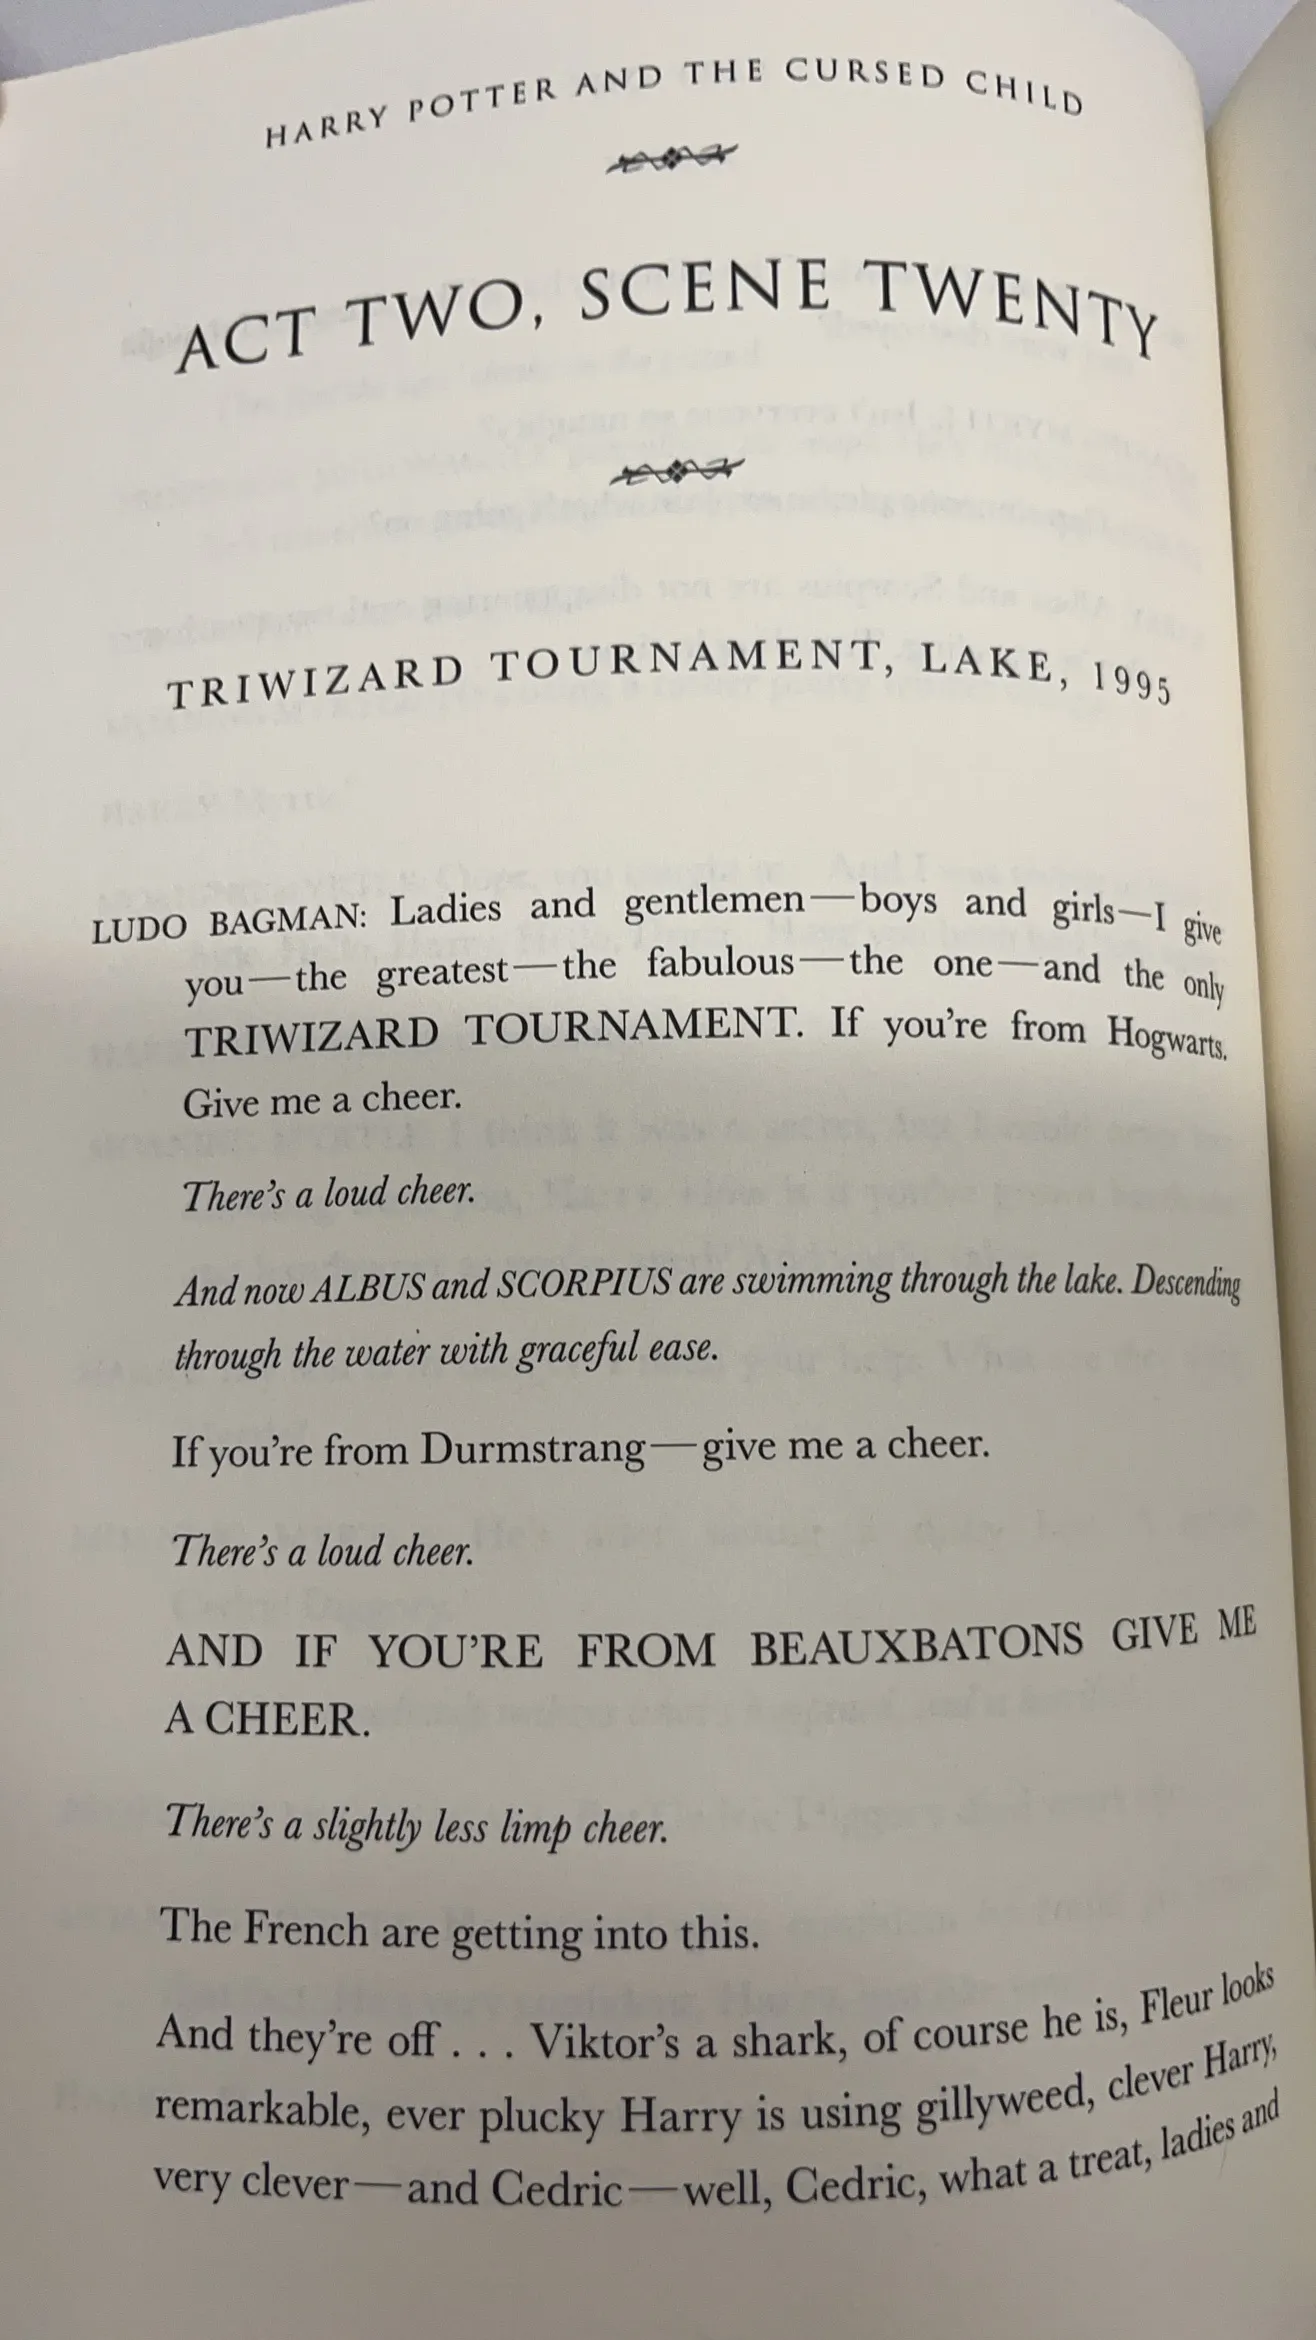 HARRY POTTER AND THE CURSED CHILD
ACT TWO, SCENE TWENTY
TRIWIZARD TOURNAMENT, LAKE, 1995
LUDO BAGMAN: Ladies and gentlemen—boys and girls—I give
you—the greatest—the fabulous—the one—and the only
TRIWIZARD TOURNAMENT. If you’re from Hogwarts.
Give me a cheer.
There’s a loud cheer.
And now ALBUS and SCORPIUS are swimming through the lake. Descending
through the water with graceful ease.
If you’re from Durmstrang—give me a cheer.
There’s a loud cheer.
AND IF YOU’RE FROM BEAUXBATONS GIVE ME
A CHEER.
There’s a slightly less limp cheer.
The French are getting into this.
And they’re off . . . Viktor’s a shark, of course he is, Fleur looks
remarkable, ever plucky Harry is using gillyweed, clever Harry,
very clever—and Cedric—well, Cedric, what a treat, ladies and